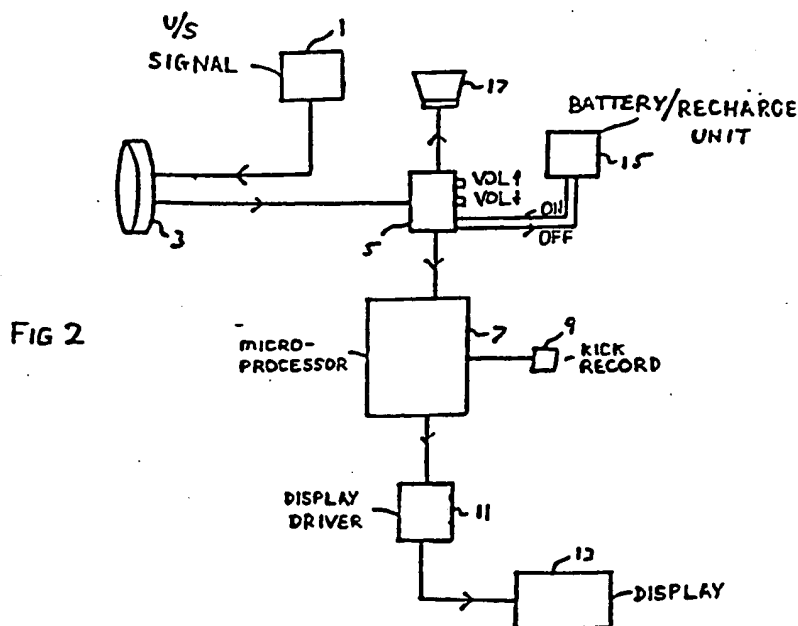 U/S
SIGNAL
1
17
BATTERY/RECHARGE
UNIT
15
VOL↑
VOL↓
ON
OFF
3
5
FIG 2
MICRO-
PROCESSOR
7
9
KICK
RECORD
DISPLAY
DRIVER
11
13
DISPLAY